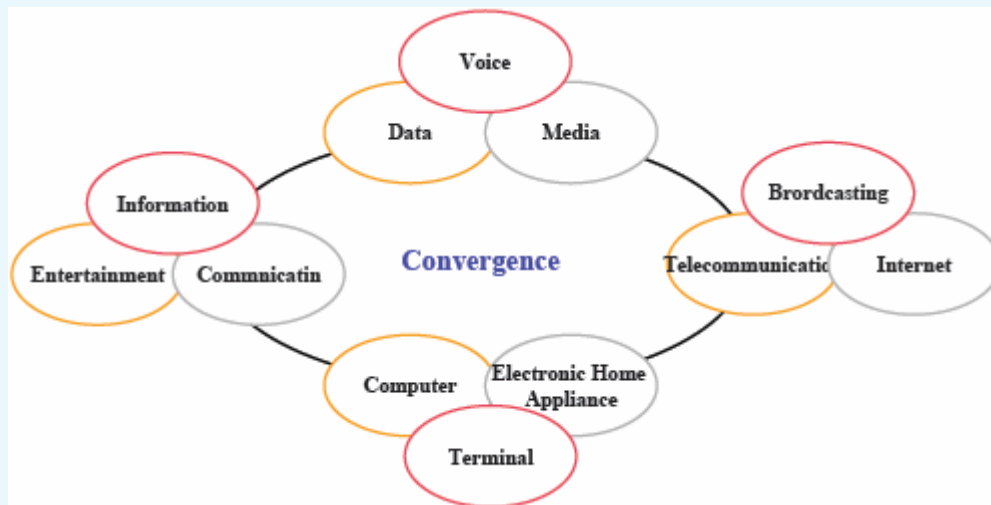 Voice
Data
Media
Information
Brordcasting
Entertainment
Commnicatin
Convergence
Telecommunicatio
Internet
Computer
Electronic Home
Appliance
Terminal